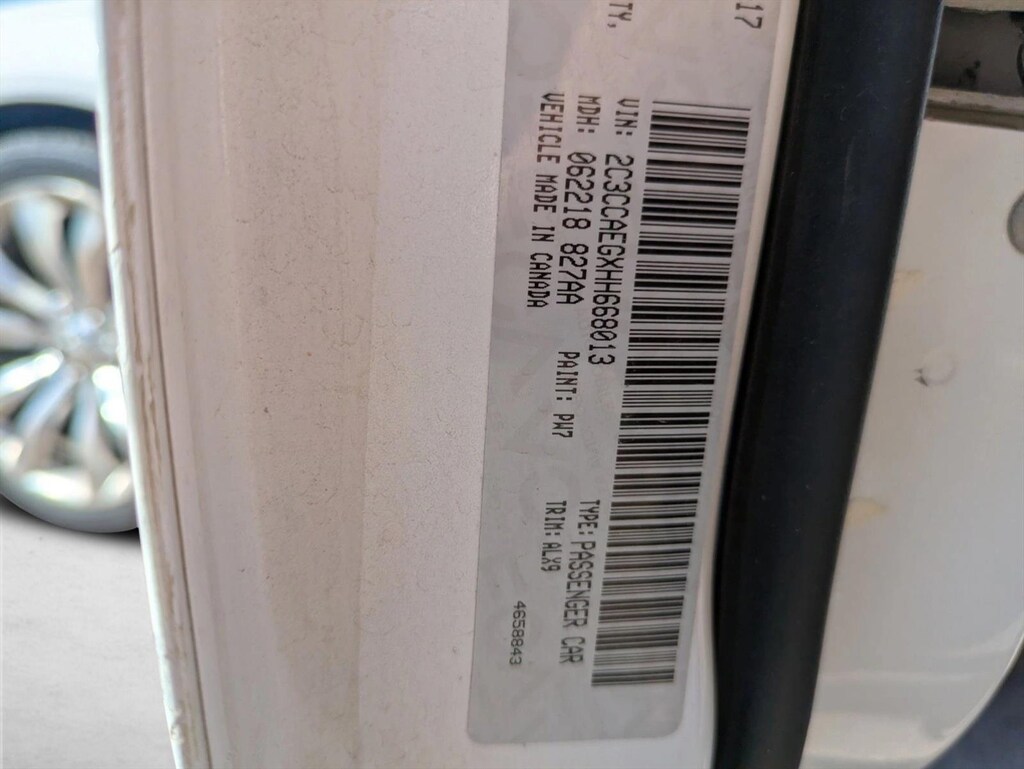 17
TY,
VIN: 2C3CCAEGXHH668013
TYPE: PASSENGER CAR
MDH: 062218 827AA
PAINT: PW7
TRIM: ALX9
VEHICLE MADE IN CANADA
4658843